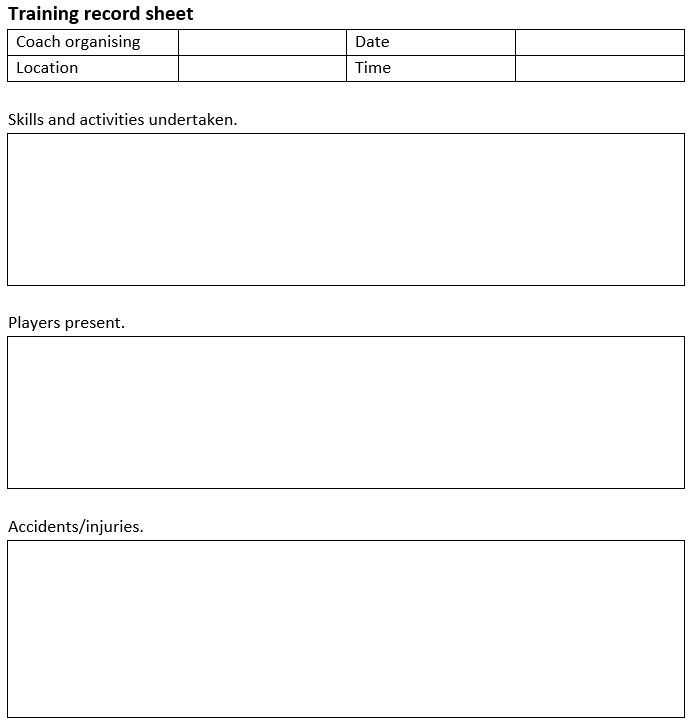 Training record sheet
Coach organising Date
Location Time
Skills and activities undertaken.
Players present.
Accidents/injuries.